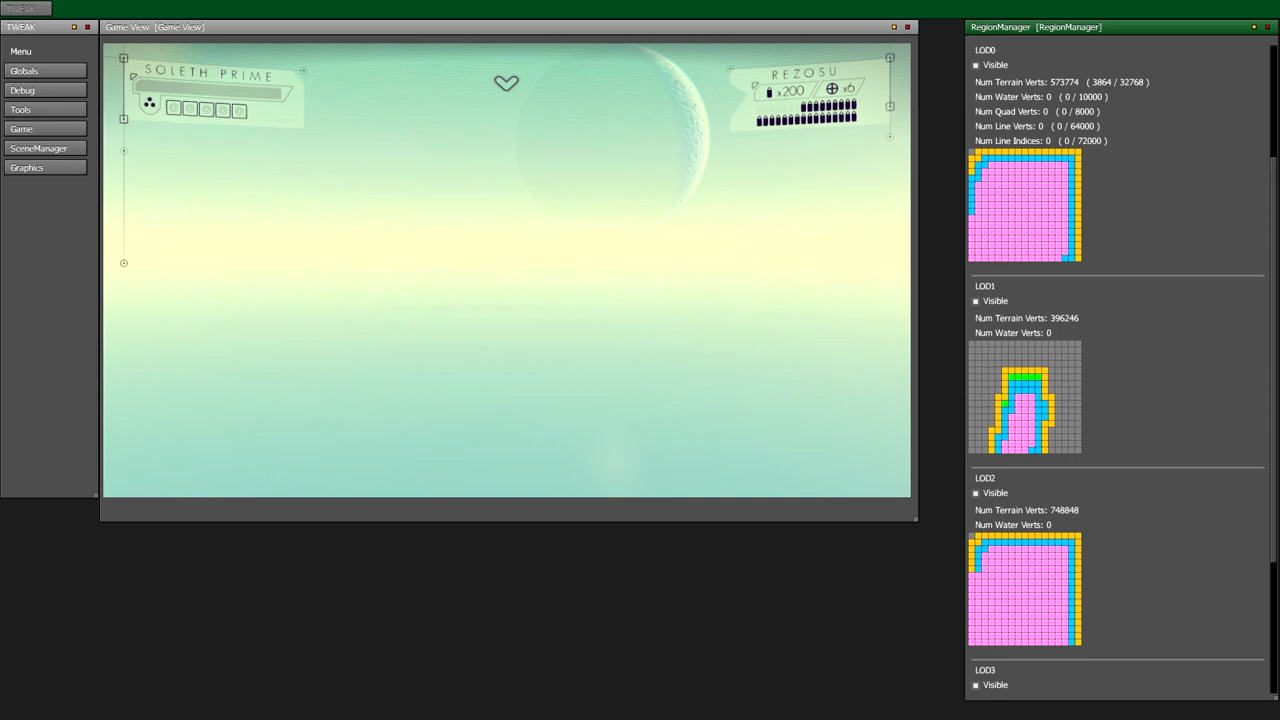 TWEAK
TWEAK
Menu
Globals
Debug
Tools
Game
SceneManager
Graphics
Game View [Game View]
SOLETH PRIME
REZOSU
x200 x6
RegionManager [RegionManager]
LOD0
Visible
Num Terrain Verts: 573774 ( 3864 / 32768 )
Num Water Verts: 0 ( 0 / 10000 )
Num Quad Verts: 0 ( 0 / 8000 )
Num Line Verts: 0 ( 0 / 64000 )
Num Line Indices: 0 ( 0 / 72000 )
LOD1
Visible
Num Terrain Verts: 396246
Num Water Verts: 0
LOD2
Visible
Num Terrain Verts: 748848
Num Water Verts: 0
LOD3
Visible